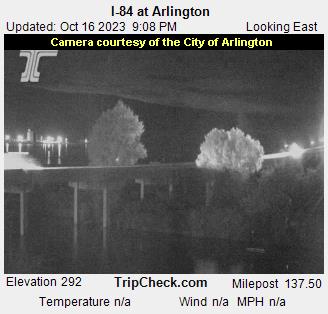 I-84 at Arlington
Updated: Oct 16 2023 9:08 PM Looking East
Camera courtesy of the City of Arlington
Elevation 292 TripCheck.com Milepost 137.50
Temperature n/a Wind n/a MPH n/a